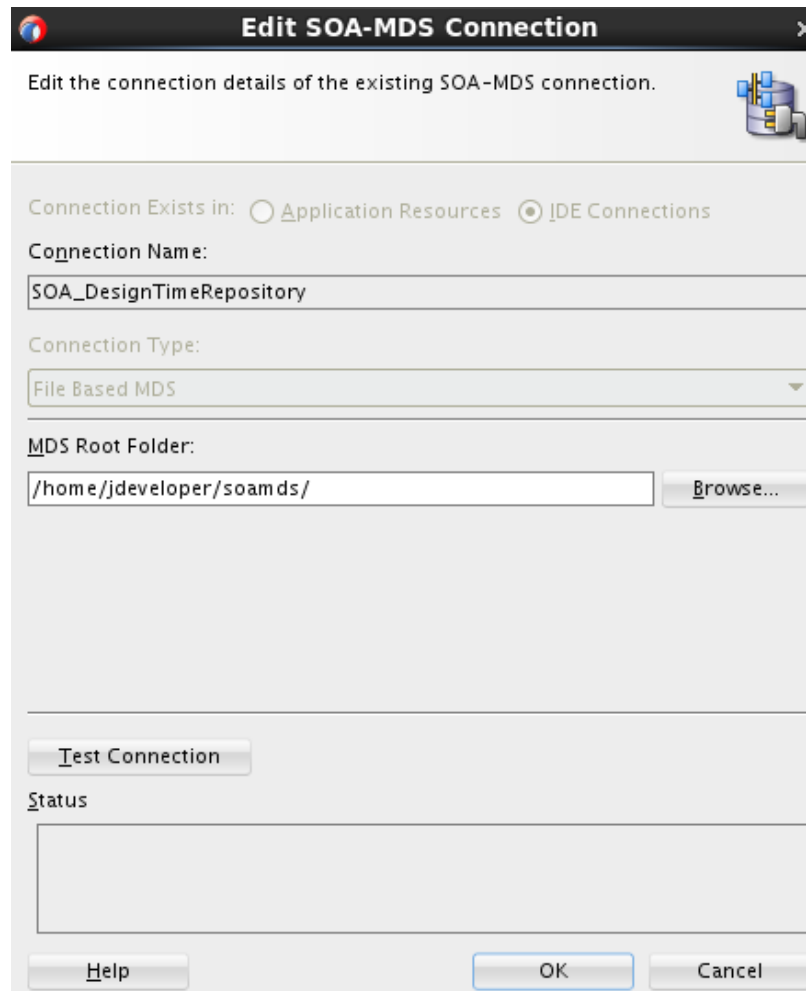 Edit SOA-MDS Connection
Edit the connection details of the existing SOA-MDS connection.
Connection Exists in: Application Resources IDE Connections
Connection Name:
SOA_DesignTimeRepository
Connection Type:
File Based MDS
MDS Root Folder:
/home/jdeveloper/soamds/ Browse...
Test Connection
Status
Help OK Cancel